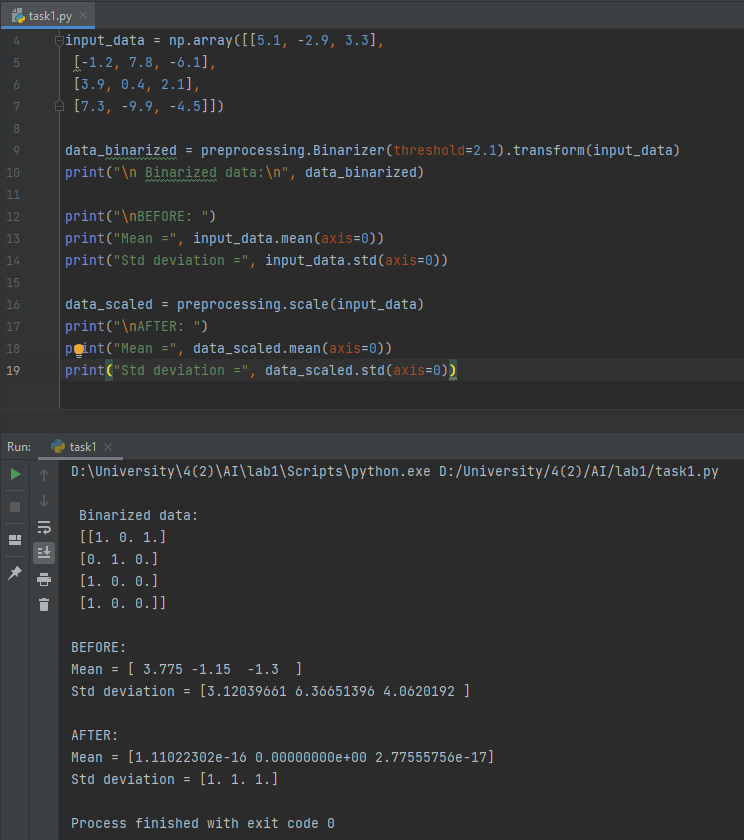 task1.py
4 input_data = np.array([[5.1, -2.9, 3.3],
5 [-1.2, 7.8, -6.1],
6 [3.9, 0.4, 2.1],
7 [7.3, -9.9, -4.5]])
8
9 data_binarized = preprocessing.Binarizer(threshold=2.1).transform(input_data)
10 print("\n Binarized data:\n", data_binarized)
11
12 print("\nBEFORE: ")
13 print("Mean =", input_data.mean(axis=0))
14 print("Std deviation =", input_data.std(axis=0))
15
16 data_scaled = preprocessing.scale(input_data)
17 print("\nAFTER: ")
18 print("Mean =", data_scaled.mean(axis=0))
19 print("Std deviation =", data_scaled.std(axis=0))
Run: task1
D:\University\4(2)\AI\lab1\Scripts\python.exe D:/University/4(2)/AI/lab1/task1.py
Binarized data:
[[1. 0. 1.]
[0. 1. 0.]
[1. 0. 0.]
[1. 0. 0.]]
BEFORE:
Mean = [ 3.775 -1.15  -1.3  ]
Std deviation = [3.12039661 6.36651396 4.0620192 ]
AFTER:
Mean = [1.11022302e-16 0.00000000e+00 2.77555756e-17]
Std deviation = [1. 1. 1.]
Process finished with exit code 0